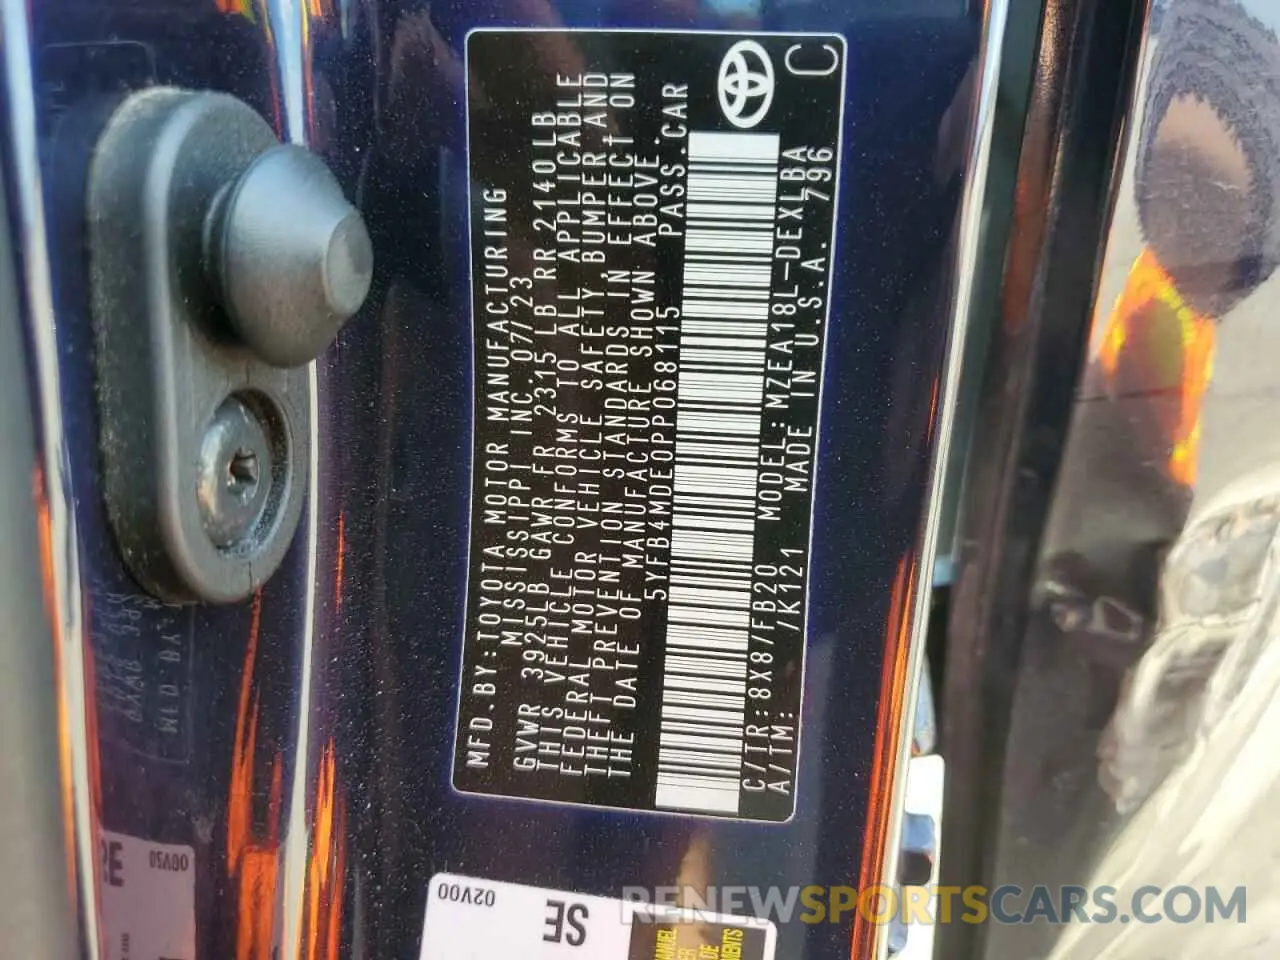 MFD.BY:TOYOTA MOTOR MANUFACTURING
MISSISSIPPI INC. 07/23
GVWR 3925LB GAWR FR 2315 LB RR 2140 LB
THIS VEHICLE CONFORMS TO ALL APPLICABLE
FEDERAL MOTOR VEHICLE SAFETY, BUMPER, AND
THEFT PREVENTION STANDARDS IN EFFECT ON
THE DATE OF MANUFACTURE SHOWN ABOVE.
5YFB4MDE0PP068115 PASS.CAR
C/TR:8X8/FB20 MODEL:MZEA18L-DEXLBA
A/TM: /K121 MADE IN U.S.A. 796
C
02V00
SE
00V50
RENEWSPORTSCARS.COM